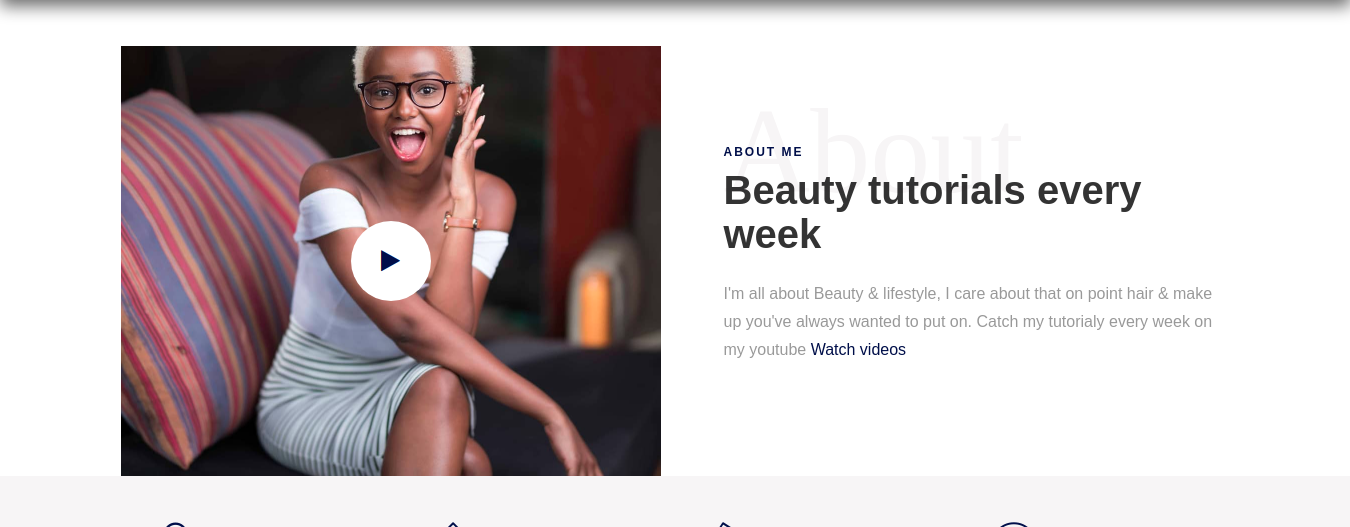 About
ABOUT ME
Beauty tutorials every
week
I'm all about Beauty & lifestyle, I care about that on point hair & make
up you've always wanted to put on. Catch my tutorialy every week on
my youtube Watch videos